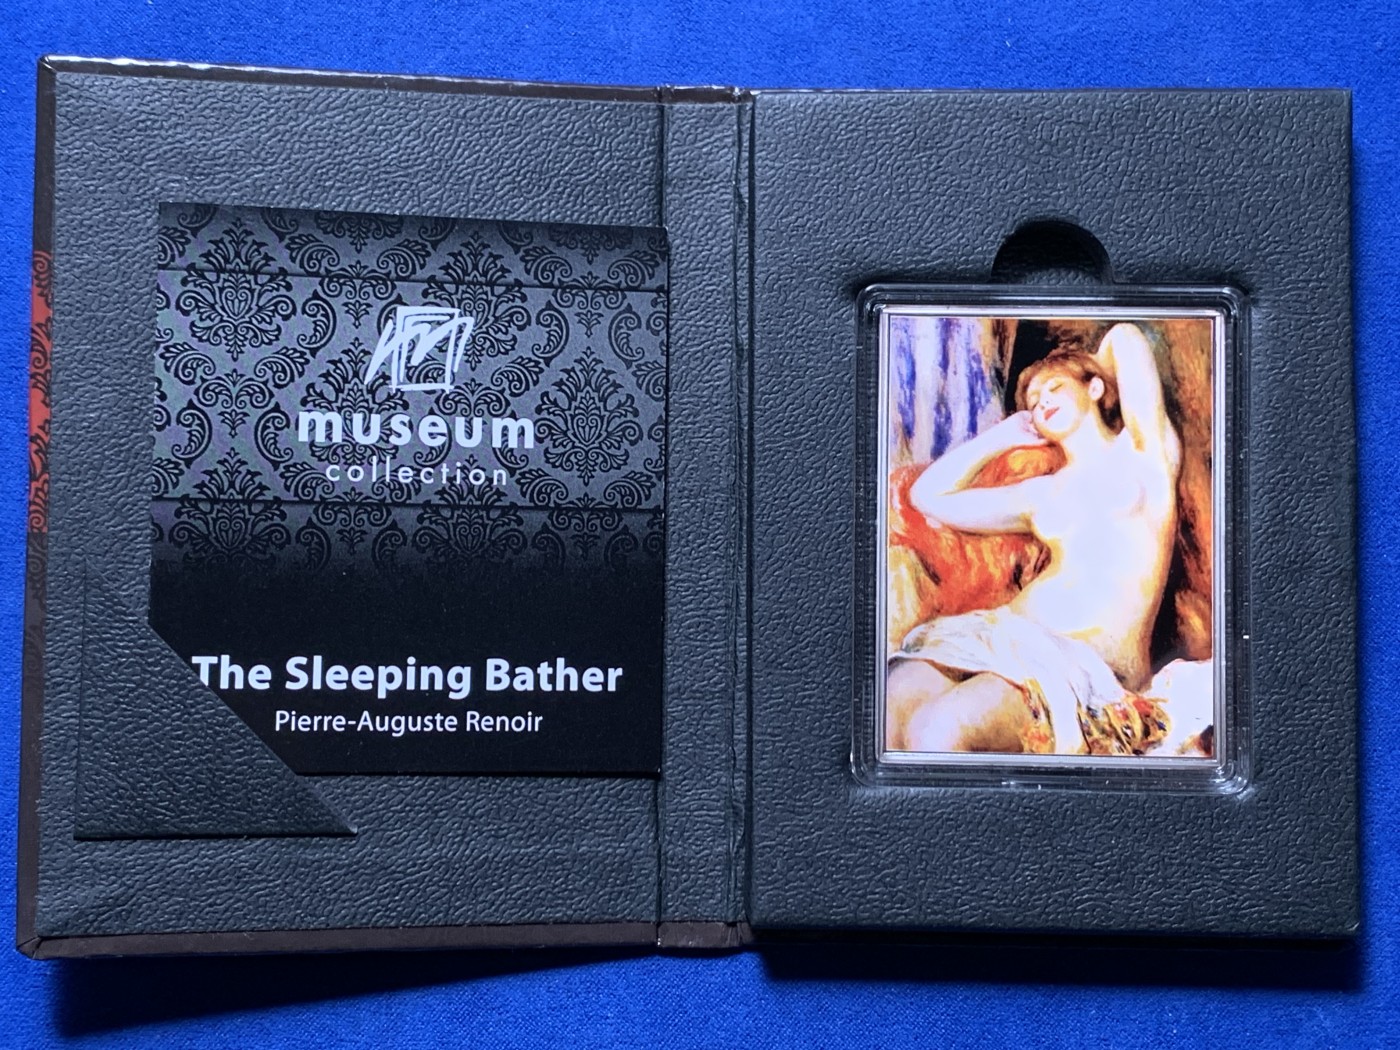 museum
collection
The Sleeping Bather
Pierre-Auguste Renoir